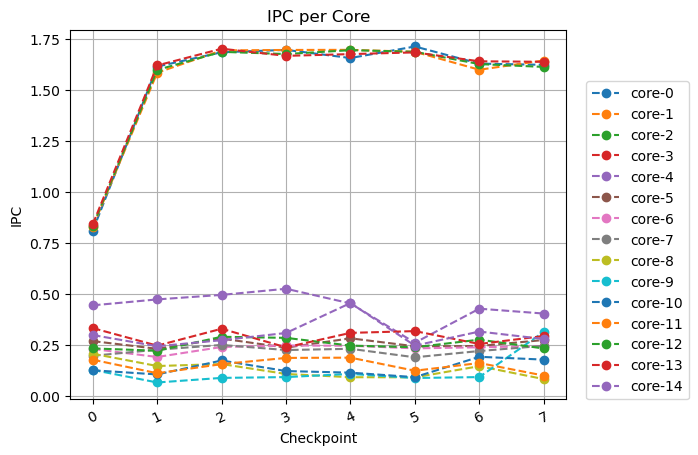 IPC per Core
IPC
1.75
1.50
1.25
1.00
0.75
0.50
0.25
0.00
0 1 2 3 4 5 6 7
Checkpoint
core-0
core-1
core-2
core-3
core-4
core-5
core-6
core-7
core-8
core-9
core-10
core-11
core-12
core-13
core-14